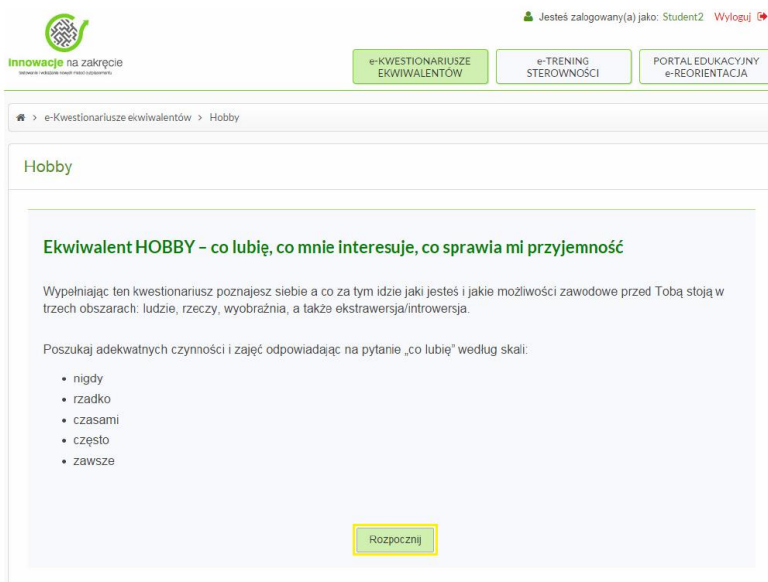 Jesteś zalogowany(a) jako: Student2 Wyloguj
innowacje na zakręcie
e-KWESTIONARIUSZE
EKWIWALENTÓW
e-TRENING
STEROWNOŚCI
PORTAL EDUKACYJNY
e-REORIENTACJA
> e-Kwestionariusze ekwiwalentów > Hobby
Hobby
Ekwiwalent HOBBY – co lubię, co mnie interesuje, co sprawia mi przyjemność
Wypełniając ten kwestionariusz poznajesz siebie a co za tym idzie jaki jesteś i jakie możliwości zawodowe przed Tobą stoją w
trzech obszarach: ludzie, rzeczy, wyobraźnia, a także ekstrawersja/introwersja.
Poszukaj adekwatnych czynności i zajęć odpowiadając na pytanie „co lubię” według skali:
• nigdy
• rzadko
• czasami
• często
• zawsze
Rozpocznij